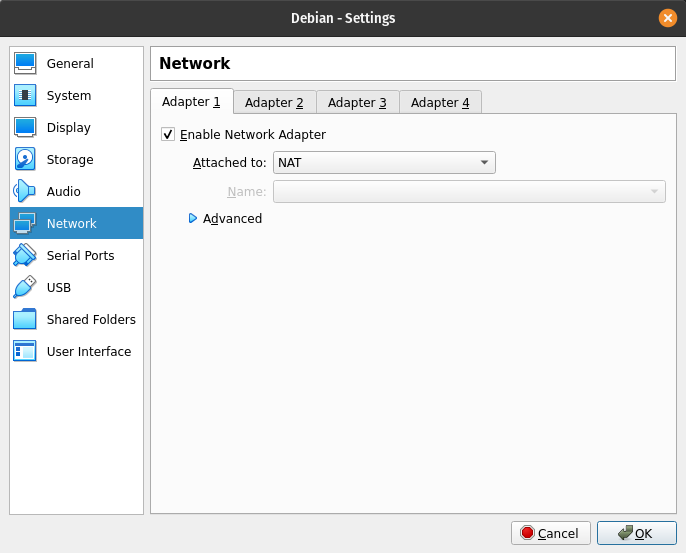 Debian - Settings
General
System
Display
Storage
Audio
Network
Serial Ports
USB
Shared Folders
User Interface
Network
Adapter 1
Adapter 2
Adapter 3
Adapter 4
Enable Network Adapter
Attached to: NAT
Name:
Advanced
Cancel
OK